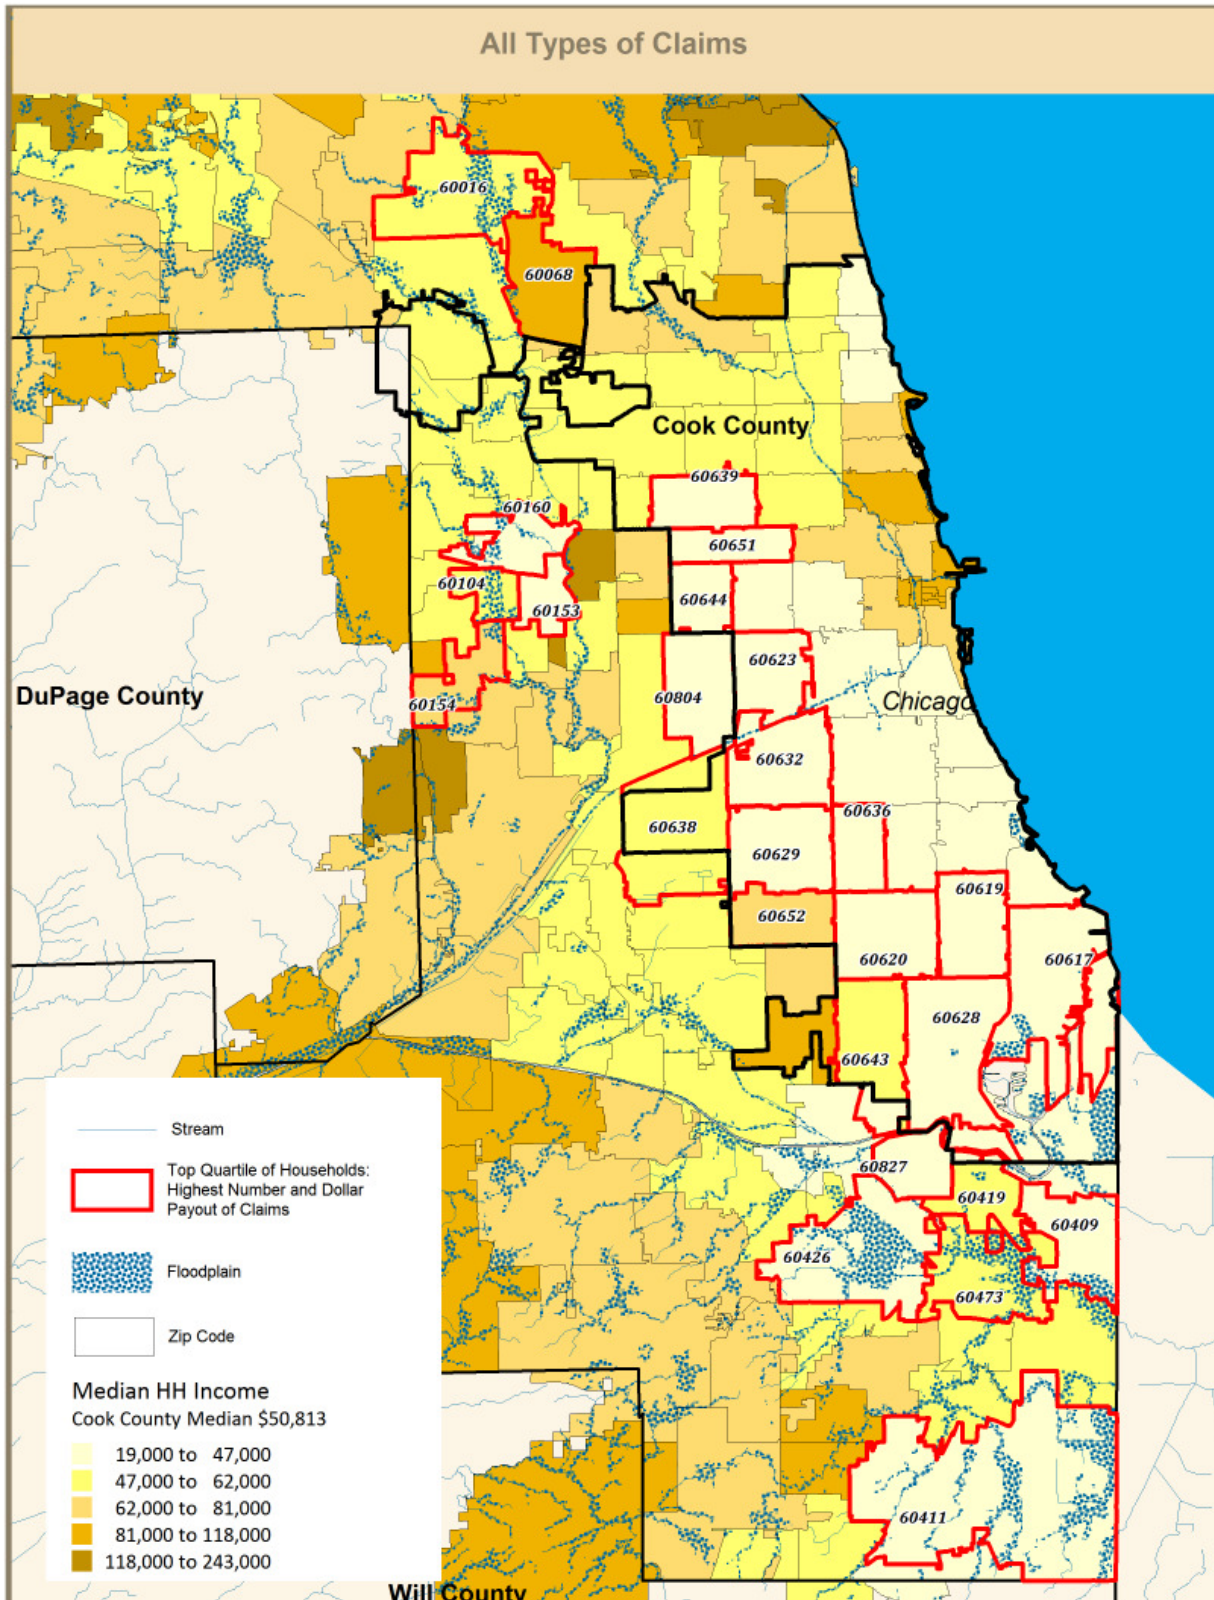 All Types of Claims
60016
60068
Cook County
60639
60160
60651
60104
60644
60153
60623
DuPage County
60804
60154
Chicago
60632
60636
60638
60629
60619
60652
60620
60617
60628
60643
60827
60419
60409
60426
60473
60411
Stream
Top Quartile of Households:
Highest Number and Dollar
Payout of Claims
Floodplain
Zip Code
Median HH Income
Cook County Median $50,813
19,000 to 47,000
47,000 to 62,000
62,000 to 81,000
81,000 to 118,000
118,000 to 243,000
Will County